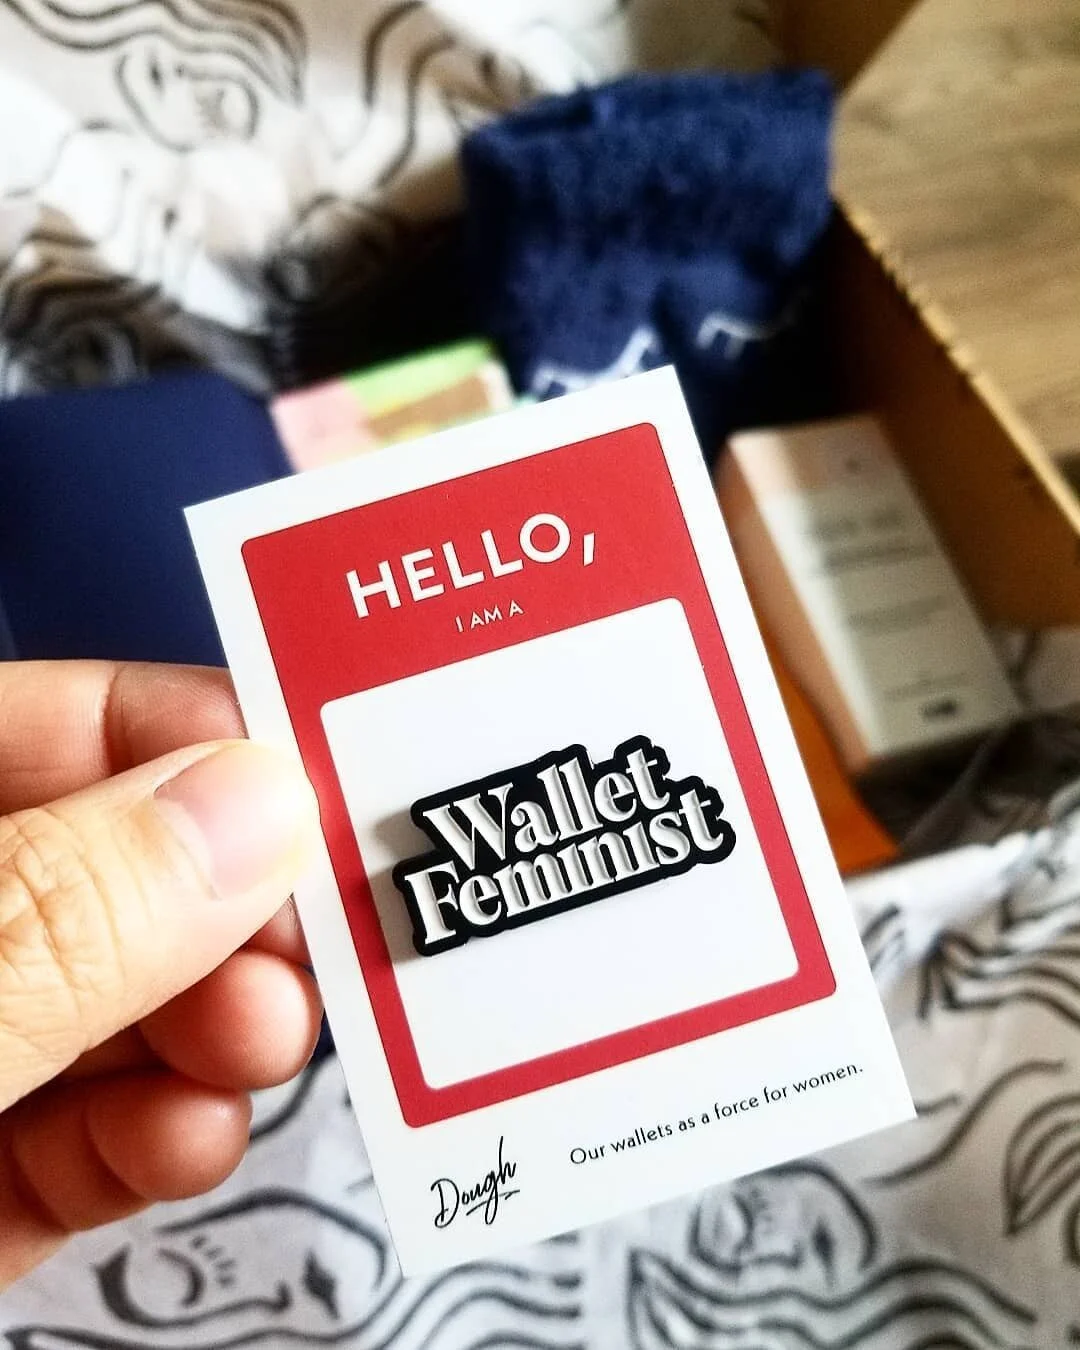 HELLO,
I AM A
Wallet
Feminist
Dough
Our wallets as a force for women.